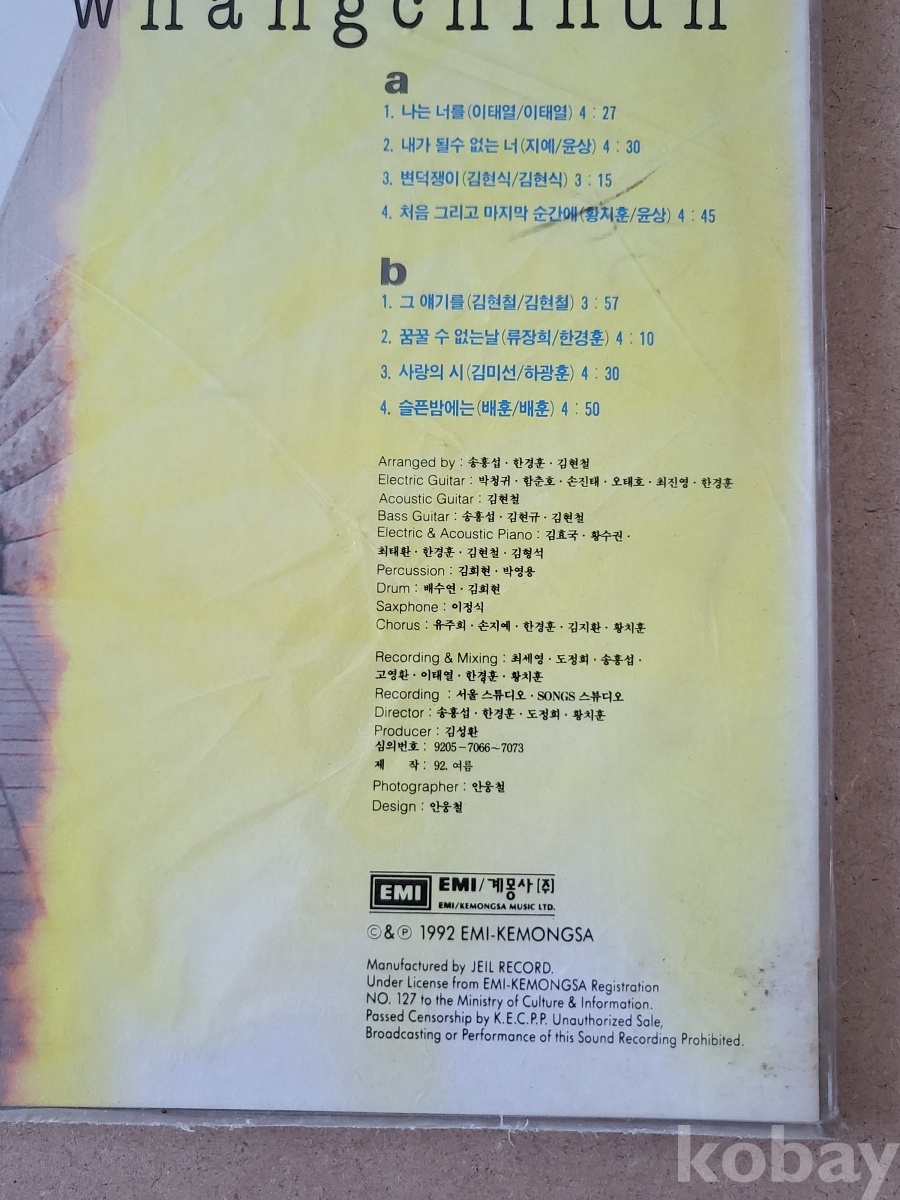 whangchihun
a
1. 나는 너를(이태열/이태열) 4 : 27
2. 내가 될수 없는 너(지예/윤상) 4 : 30
3. 변덕쟁이(김현식/김현식) 3 : 15
4. 처음 그리고 마지막 순간에(황치훈/윤상) 4 : 45
b
1. 그 얘기를(김현철/김현철) 3 : 57
2. 꿈꿀 수 없는날(류장희/한경훈) 4 : 10
3. 사랑의 시(김미선/하광훈) 4 : 30
4. 슬픈밤에는(배훈/배훈) 4 : 50
Arranged by : 송홍섭 · 한경훈 · 김현철
Electric Guitar : 박청귀 · 함춘호 · 손진태 · 오태호 · 최진영 · 한경훈
Acoustic Guitar : 김현철
Bass Guitar : 송홍섭 · 김현규 · 김현철
Electric & Acoustic Piano : 김효국 · 황수권 ·
최태완 · 한경훈 · 김현철 · 김형석
Percussion : 김희현 · 박영용
Drum : 배수연 · 김희현
Saxphone : 이정식
Chorus : 유주희 · 손지예 · 한경훈 · 김지환 · 황치훈
Recording & Mixing : 최세영 · 도정희 · 송홍섭 ·
고영환 · 이태열 · 한경훈 · 황치훈
Recording : 서울 스튜디오 · SONGS 스튜디오
Director : 송홍섭 · 한경훈 · 도정희 · 황치훈
Producer : 김성환
심의번호 : 9205-7066~7073
제 작 : 92. 여름
Photographer : 안웅철
Design : 안웅철
EMI EMI/계몽사 [주]
EMI/KEMONGSA MUSIC LTD.
©&℗ 1992 EMI-KEMONGSA
Manufactured by JEIL RECORD.
Under License from EMI-KEMONGSA Registration
NO. 127 to the Ministry of Culture & Information.
Passed Censorship by K.E.C.P.P. Unauthorized Sale,
Broadcasting or Performance of this Sound Recording Prohibited.
kobay